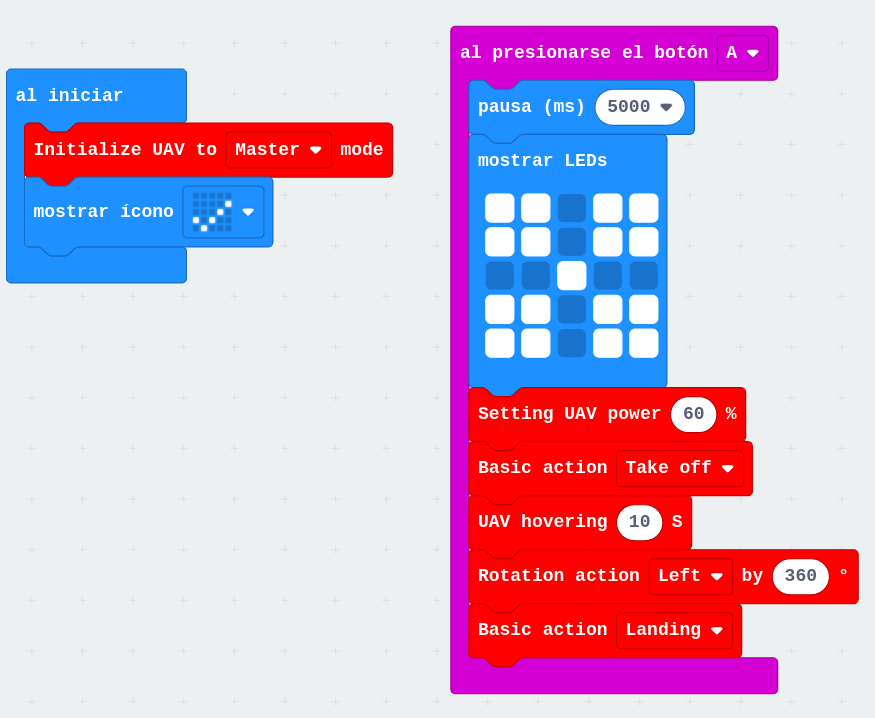 al iniciar
Initialize UAV to Master mode
mostrar ícono
al presionarse el botón A
pausa (ms) 5000
mostrar LEDs
Setting UAV power 60 %
Basic action Take off
UAV hovering 10 S
Rotation action Left by 360 °
Basic action Landing